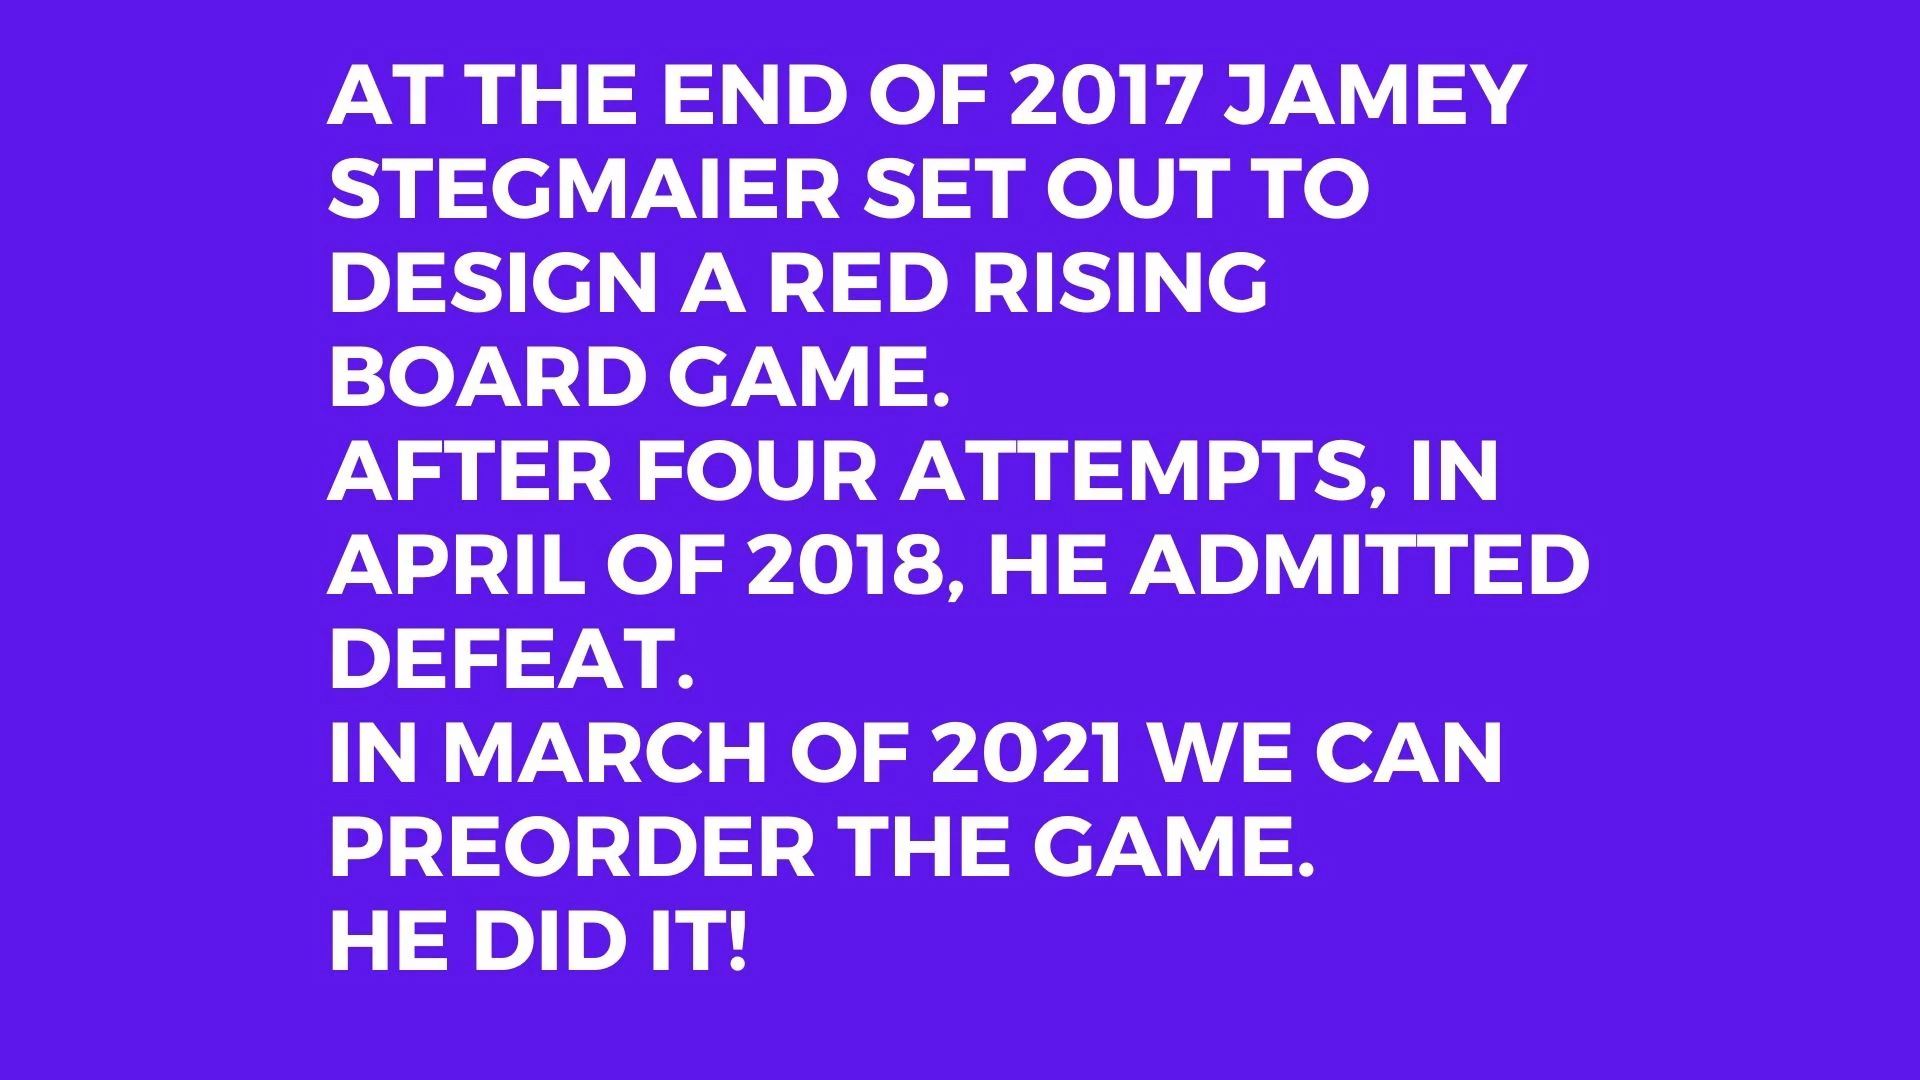 AT THE END OF 2017 JAMEY
STEGMAIER SET OUT TO
DESIGN A RED RISING
BOARD GAME.
AFTER FOUR ATTEMPTS, IN
APRIL OF 2018, HE ADMITTED
DEFEAT.
IN MARCH OF 2021 WE CAN
PREORDER THE GAME.
HE DID IT!